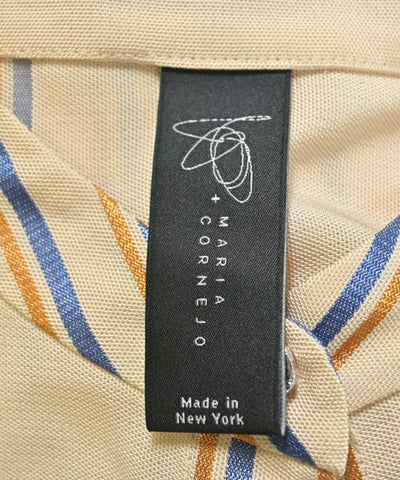 + MARIA
CORNEJO
Made in
New York